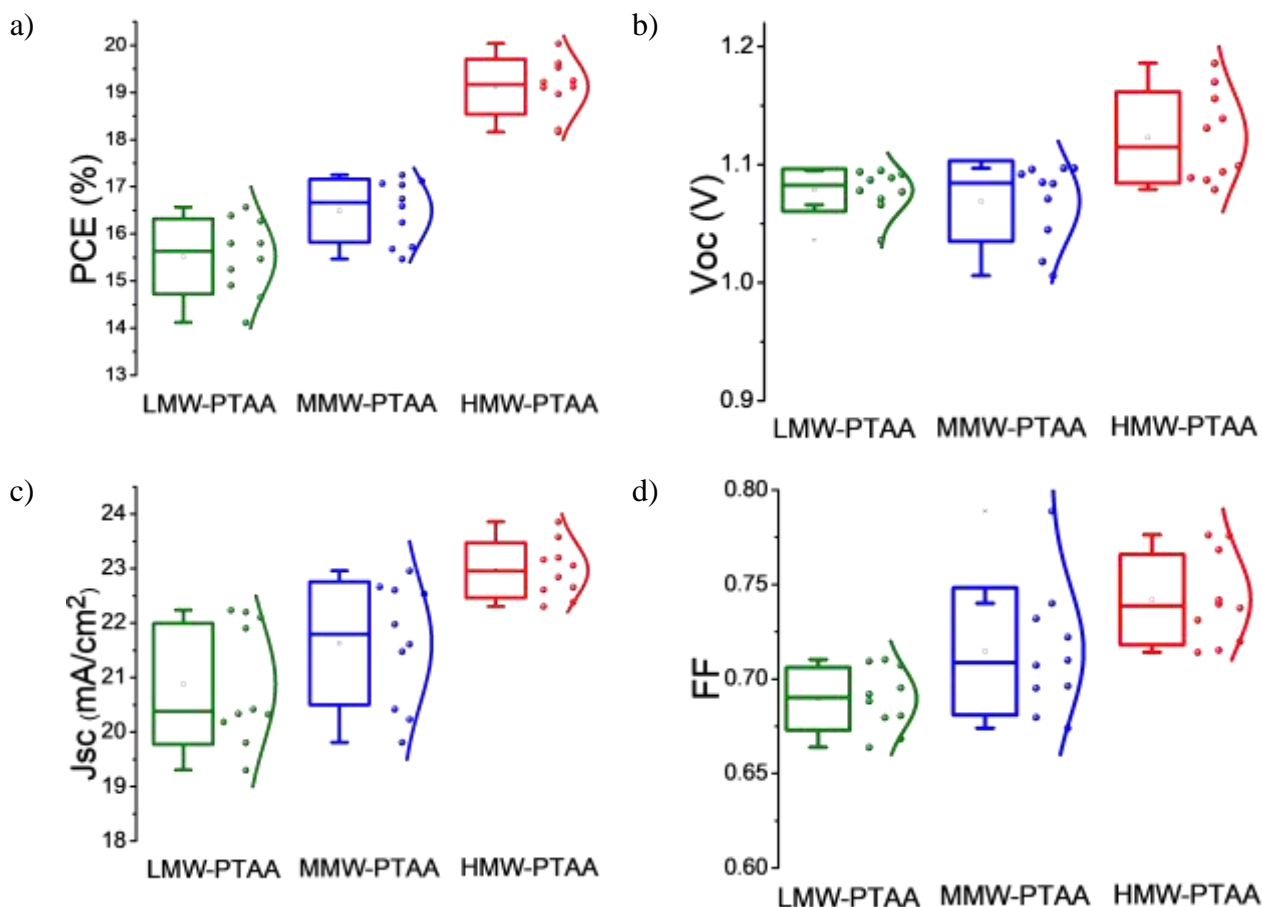 a)
PCE (%)
20
19
18
17
16
15
14
13
LMW-PTAA MMW-PTAA HMW-PTAA
b)
Voc (V)
1.2
1.1
1.0
0.9
LMW-PTAA MMW-PTAA HMW-PTAA
c)
Jsc (mA/cm²)
24
23
22
21
20
19
18
LMW-PTAA MMW-PTAA HMW-PTAA
d)
FF
0.80
0.75
0.70
0.65
0.60
LMW-PTAA MMW-PTAA HMW-PTAA